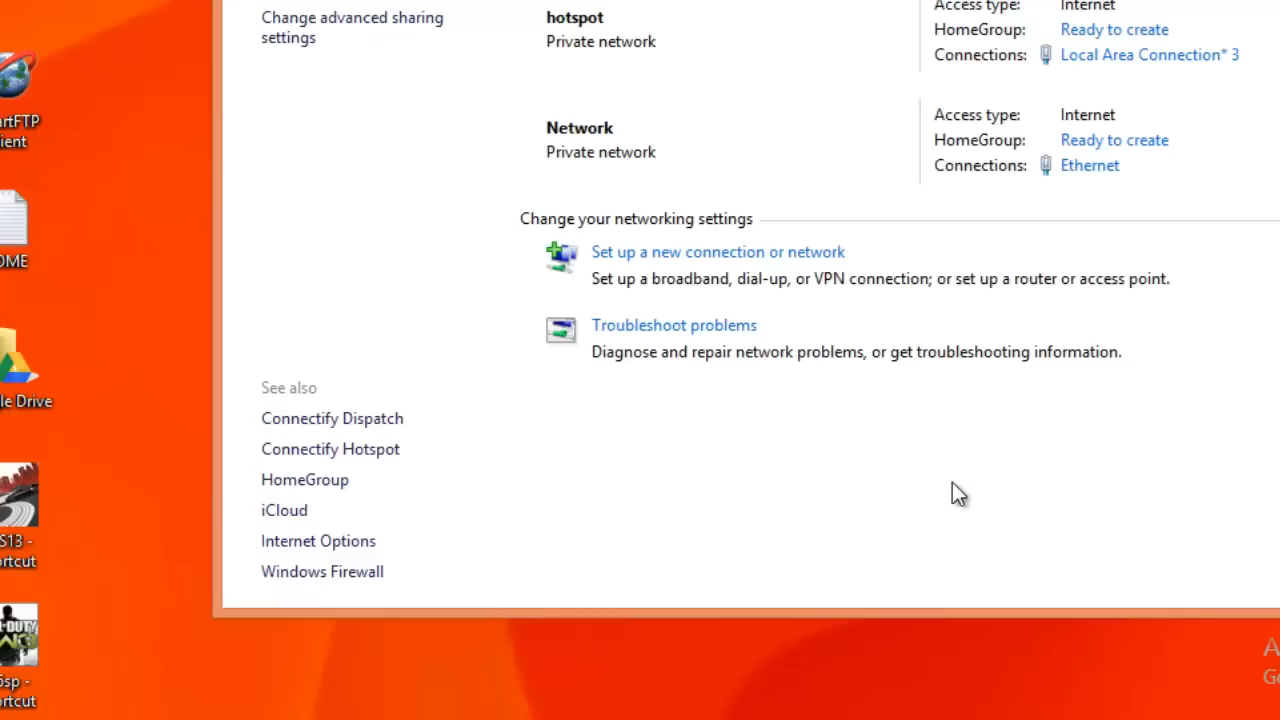 Change advanced sharing
settings
hotspot
Private network
Access type: Internet
HomeGroup: Ready to create
Connections: Local Area Connection* 3
Network
Private network
Access type: Internet
HomeGroup: Ready to create
Connections: Ethernet
Change your networking settings
Set up a new connection or network
Set up a broadband, dial-up, or VPN connection; or set up a router or access point.
Troubleshoot problems
Diagnose and repair network problems, or get troubleshooting information.
See also
Connectify Dispatch
Connectify Hotspot
HomeGroup
iCloud
Internet Options
Windows Firewall
artFTP
ient
OME
le Drive
S13 -
ortcut
5sp -
ortcut
A
Go